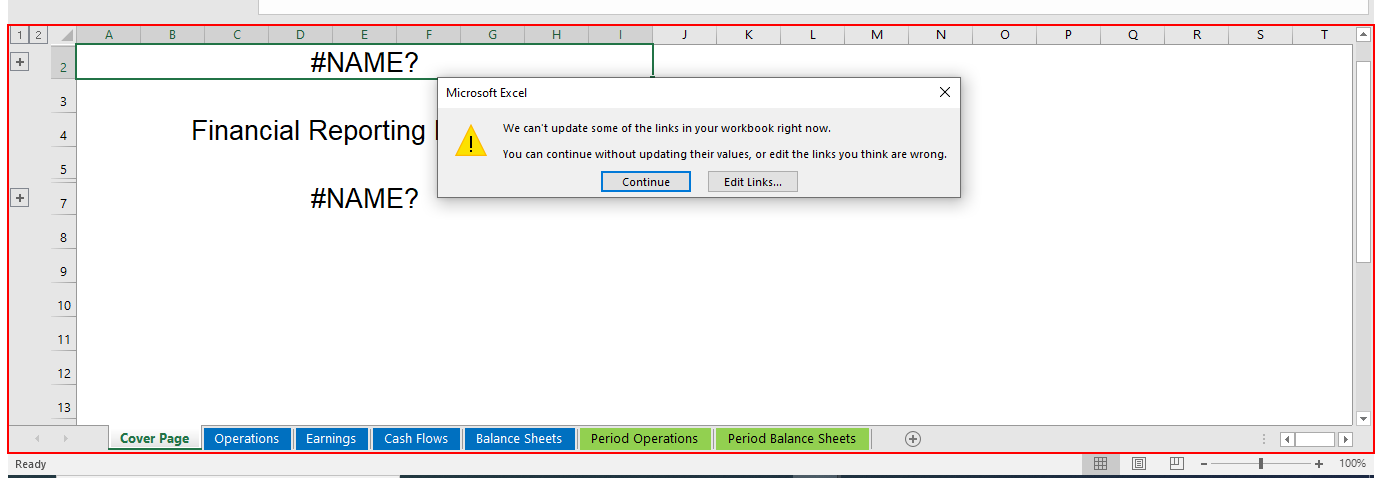 1 2 A B C D E F G H I J K L M N O P Q R S T
2 #NAME?
Microsoft Excel
3
We can't update some of the links in your workbook right now.
4 Financial Reporting
You can continue without updating their values, or edit the links you think are wrong.
5
Continue Edit Links...
7 #NAME?
8
9
10
11
12
13
Cover Page Operations Earnings Cash Flows Balance Sheets Period Operations Period Balance Sheets
Ready 100%